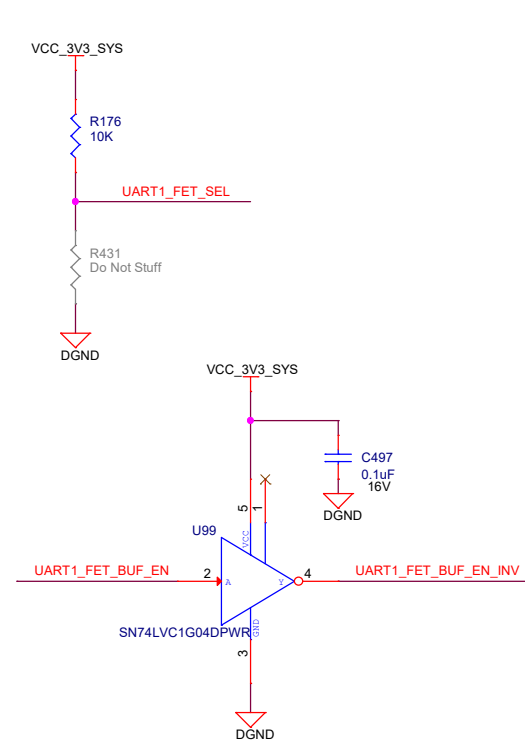 VCC_3V3_SYS
R176
10K
UART1_FET_SEL
R431
Do Not Stuff
DGND
VCC_3V3_SYS
C497
0.1uF
16V
DGND
5
1
U99
VCC
UART1_FET_BUF_EN
2
A
Y
4
UART1_FET_BUF_EN_INV
SN74LVC1G04DPWR
GND
3
DGND